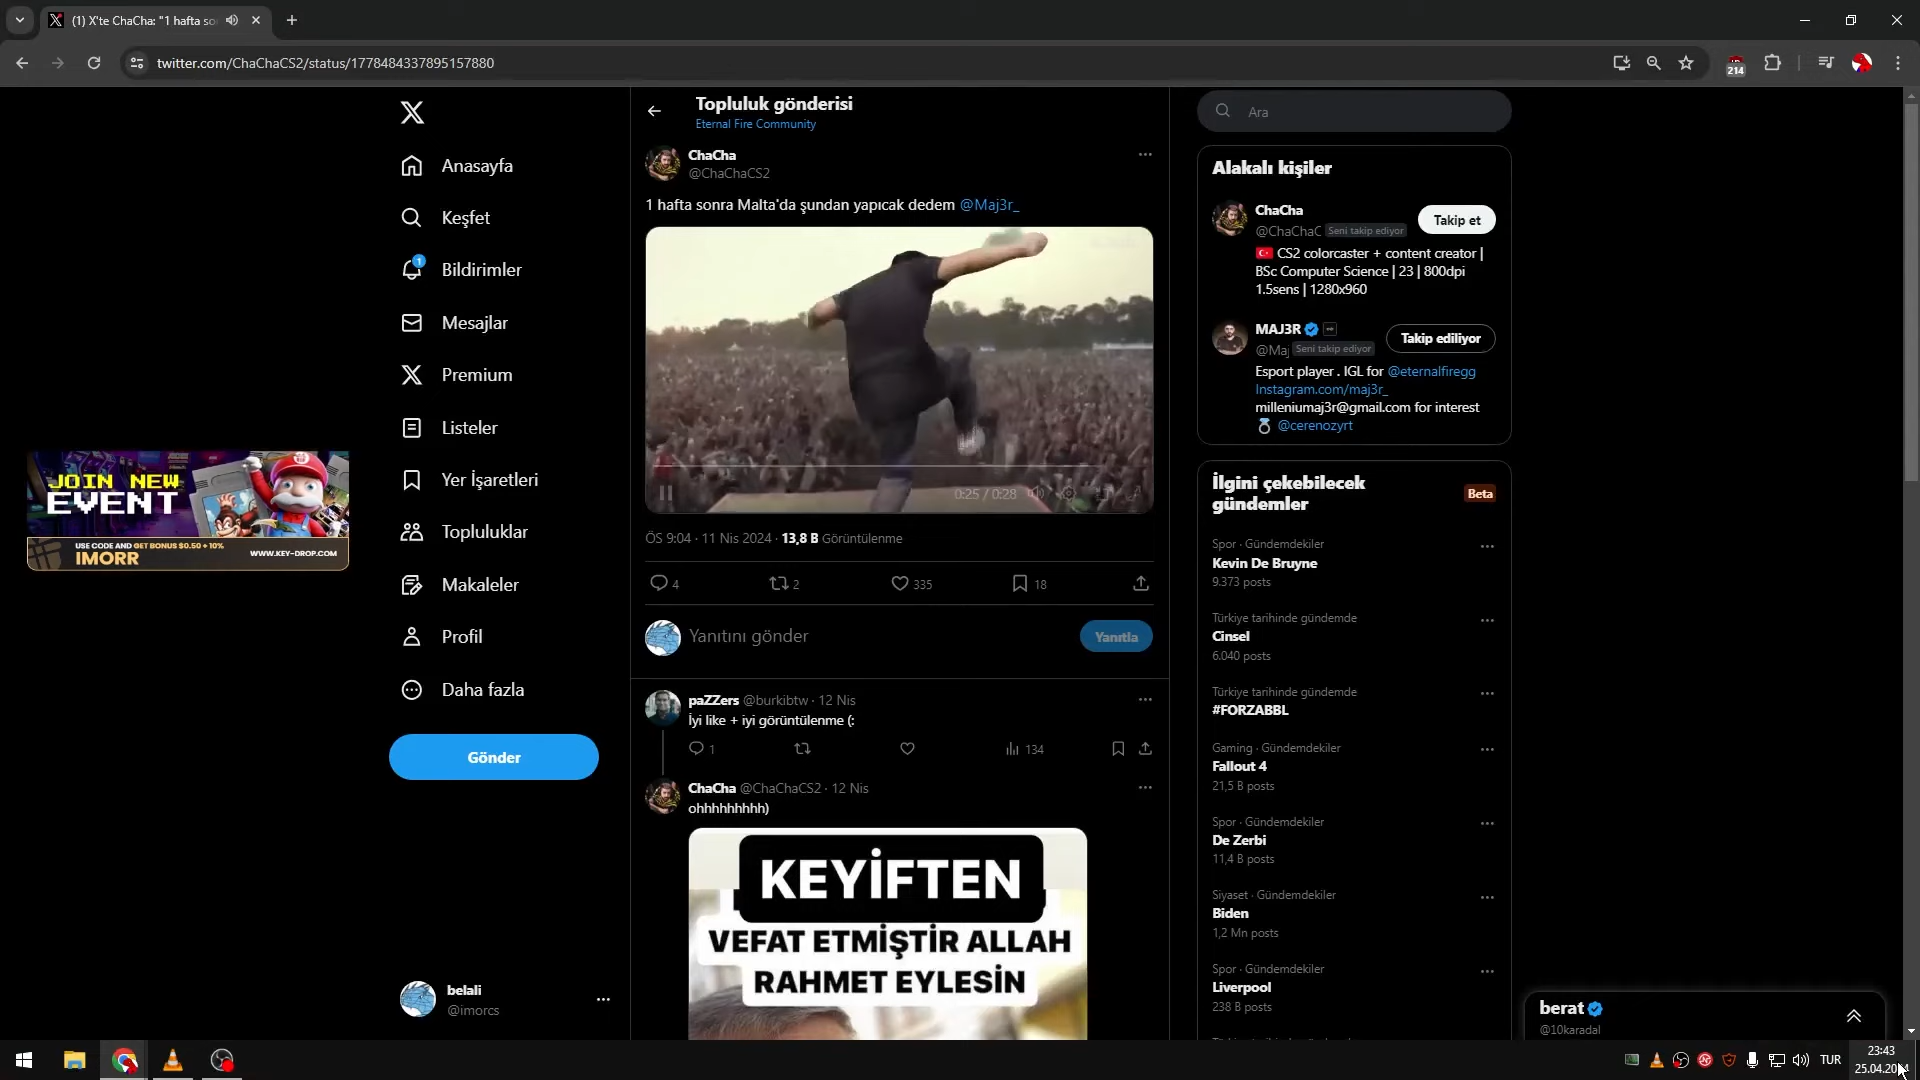 (1) X'te ChaCha: "1 hafta so
twitter.com/ChaChaCS2/status/1778484337895157880
214
Anasayfa
Keşfet
1
Bildirimler
Mesajlar
Premium
Listeler
Yer İşaretleri
Topluluklar
Makaleler
Profil
Daha fazla
Gönder
belali
@imorcs
JOIN NEW
EVENT
USE CODE AND GET BONUS $0.50 + 10%
IMORR
WWW.KEY-DROP.COM
Topluluk gönderisi
Eternal Fire Community
ChaCha
@ChaChaCS2
1 hafta sonra Malta'da şundan yapıcak dedem @Maj3r_
0:25 / 0:28
ÖS 9:04 · 11 Nis 2024 · 13,8 B Görüntülenme
4 2 335 18
Yanıtını gönder
Yanıtla
paZZers @burkibtw · 12 Nis
İyi like + iyi görüntülenme (:
1 134
ChaCha @ChaChaCS2 · 12 Nis
ohhhhhhhhh)
KEYİFTEN
VEFAT ETMİŞTİR ALLAH
RAHMET EYLESİN
Ara
Alakalı kişiler
ChaCha
@ChaChaC Seni takip ediyor
Takip et
CS2 colorcaster + content creator |
BSc Computer Science | 23 | 800dpi
1.5sens | 1280x960
MAJ3R
@Maj Seni takip ediyor
Takip ediliyor
Esport player . IGL for @eternalfiregg
Instagram.com/maj3r_
milleniumaj3r@gmail.com for interest
@cerenozyrt
İlgini çekebilecek
gündemler
Beta
Spor · Gündemdekiler
Kevin De Bruyne
9.373 posts
Türkiye tarihinde gündemde
Cinsel
6.040 posts
Türkiye tarihinde gündemde
#FORZABBL
Gaming · Gündemdekiler
Fallout 4
21,5 B posts
Spor · Gündemdekiler
De Zerbi
11,4 B posts
Siyaset · Gündemdekiler
Biden
1,2 Mn posts
Spor · Gündemdekiler
Liverpool
238 B posts
berat
@10karadal
TUR
23:43
25.04.20